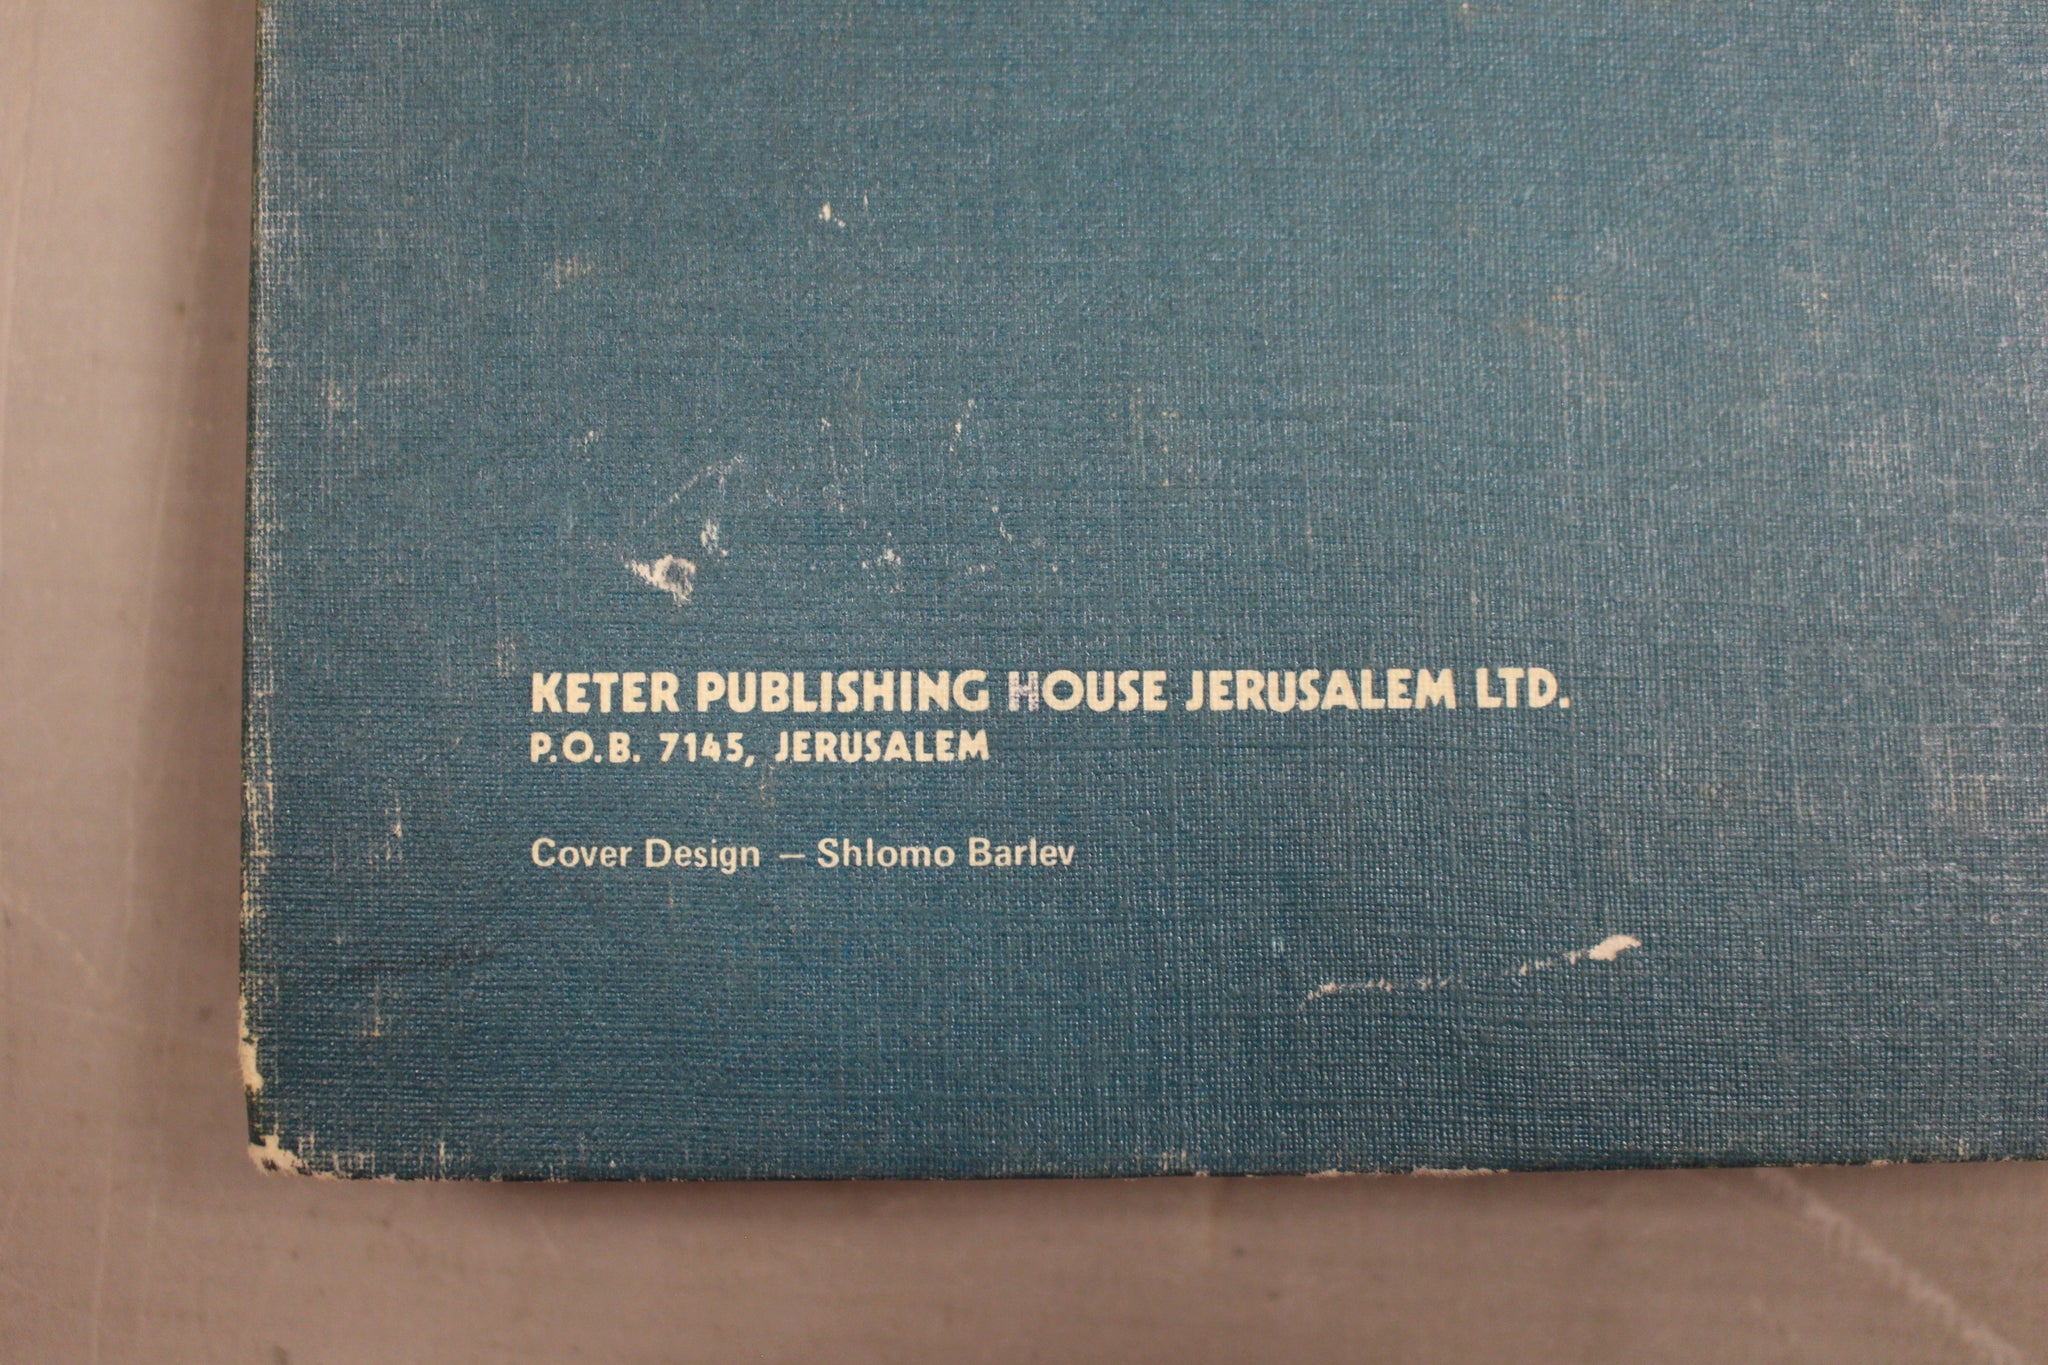 KETER PUBLISHING HOUSE JERUSALEM LTD.
P.O.B. 7145, JERUSALEM
Cover Design – Shlomo Barlev